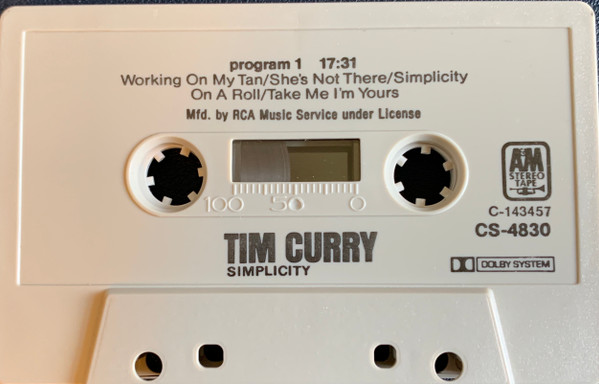 program 1 17:31
Working On My Tan/She's Not There/Simplicity
On A Roll/Take Me I'm Yours
Mfd. by RCA Music Service under License
A&M
STEREO
TAPE
100 50 0
C-143457
CS-4830
TIM CURRY
SIMPLICITY
DOLBY SYSTEM